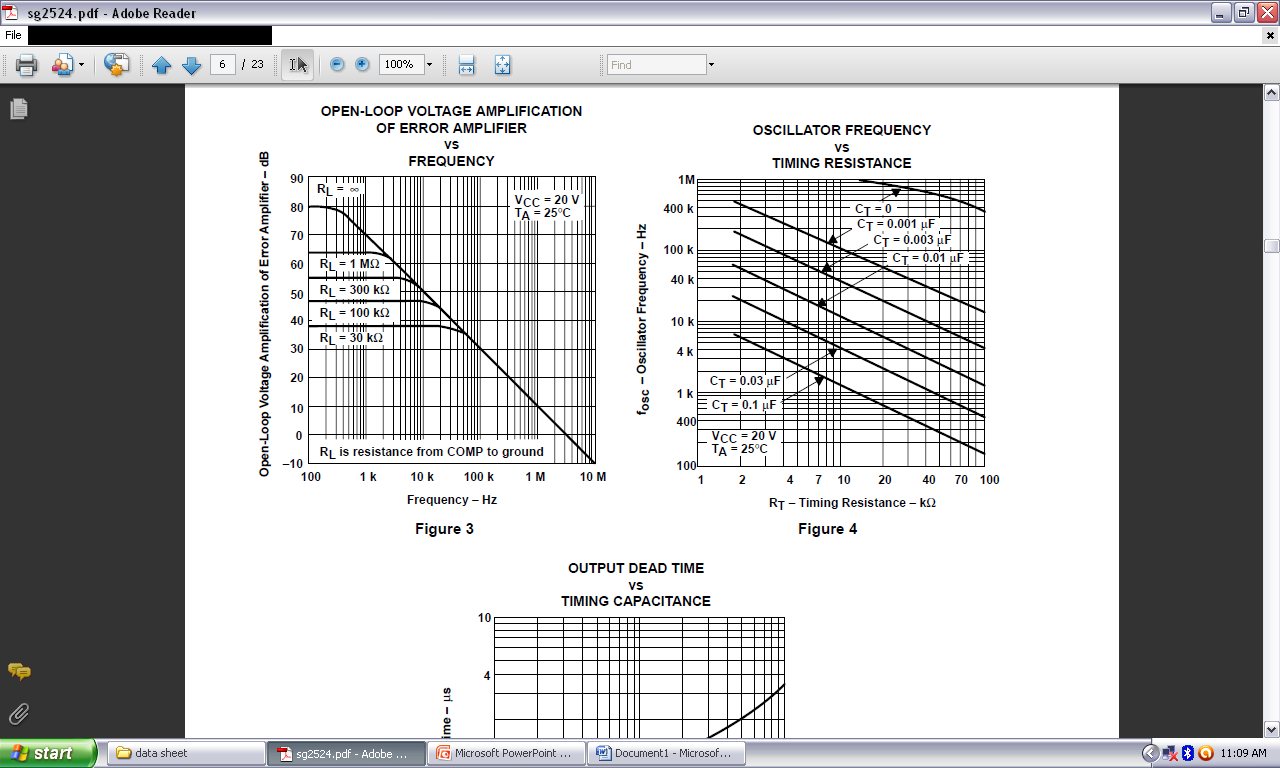 sg2524.pdf - Adobe Reader
File
6 / 23
100%
Find
OPEN-LOOP VOLTAGE AMPLIFICATION
OF ERROR AMPLIFIER
vs
FREQUENCY
Open-Loop Voltage Amplification of Error Amplifier – dB
90
80
70
60
50
40
30
20
10
0
–10
RL = ∞
VCC = 20 V
TA = 25°C
RL = 1 MΩ
RL = 300 kΩ
RL = 100 kΩ
RL = 30 kΩ
RL is resistance from COMP to ground
100 1 k 10 k 100 k 1 M 10 M
Frequency – Hz
Figure 3
OSCILLATOR FREQUENCY
vs
TIMING RESISTANCE
fosc – Oscillator Frequency – Hz
1M
400 k
100 k
40 k
10 k
4 k
1 k
400
100
CT = 0
CT = 0.001 µF
CT = 0.003 µF
CT = 0.01 µF
CT = 0.03 µF
CT = 0.1 µF
VCC = 20 V
TA = 25°C
1 2 4 7 10 20 40 70 100
RT – Timing Resistance – kΩ
Figure 4
OUTPUT DEAD TIME
vs
TIMING CAPACITANCE
10
4
ime – µs
start
data sheet
sg2524.pdf - Adobe ...
Microsoft PowerPoint ...
Document1 - Microsof...
11:09 AM